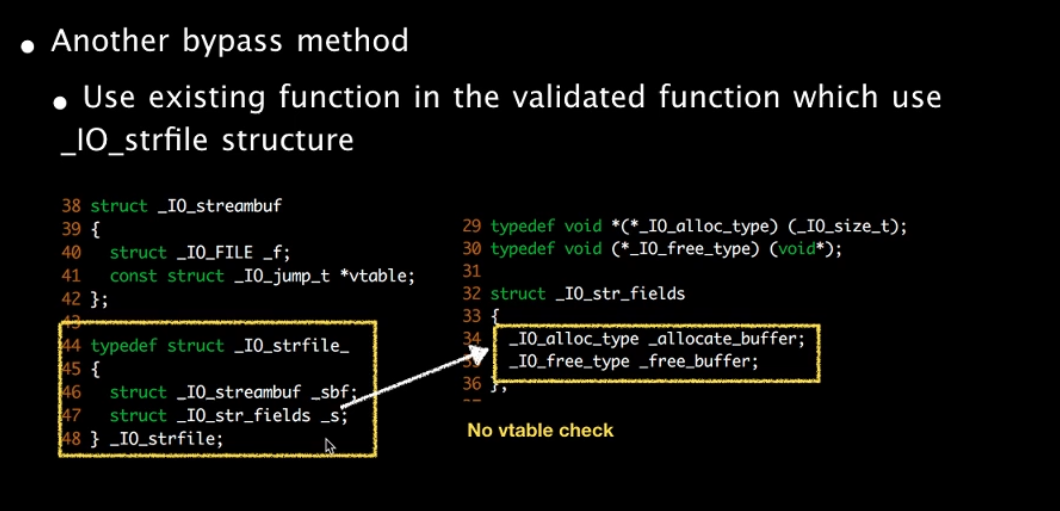 • Another bypass method
• Use existing function in the validated function which use
_IO_strfile structure
38 struct _IO_streambuf
39 {
40 struct _IO_FILE _f;
41 const struct _IO_jump_t *vtable;
42 };
43
44 typedef struct _IO_strfile_
45 {
46 struct _IO_streambuf _sbf;
47 struct _IO_str_fields _s;
48 } _IO_strfile;
29 typedef void *(*_IO_alloc_type) (_IO_size_t);
30 typedef void (*_IO_free_type) (void*);
31
32 struct _IO_str_fields
33 {
34 _IO_alloc_type _allocate_buffer;
35 _IO_free_type _free_buffer;
36 };
No vtable check